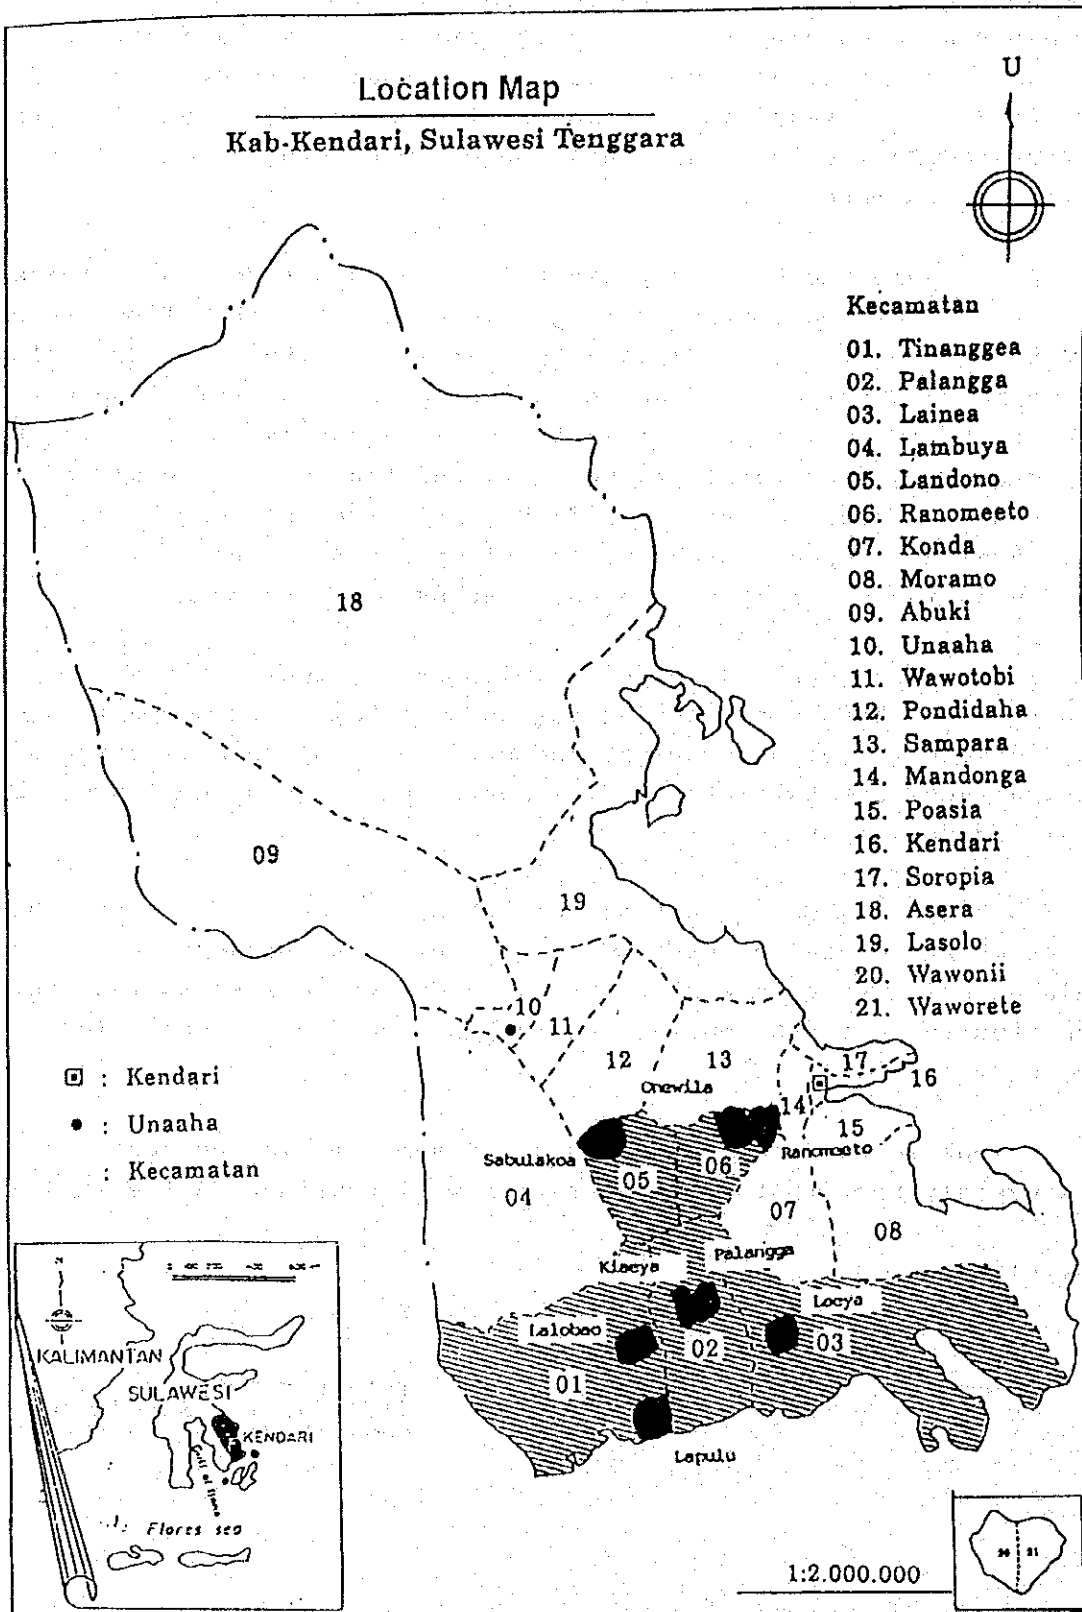 Location Map
Kab-Kendari, Sulawesi Tenggara
U
Kecamatan
01. Tinanggea
02. Palangga
03. Lainea
04. Lambuya
05. Landono
06. Ranomeeto
07. Konda
08. Moramo
09. Abuki
10. Unaaha
11. Wawotobi
12. Pondidaha
13. Sampara
14. Mandonga
15. Poasia
16. Kendari
17. Soropia
18. Asera
19. Lasolo
20. Wawonii
21. Waworete
18
09
19
10
11
12
13
17
16
14
15
Onewila
Ranomeeto
Sabulakoa
05
06
04
07
08
Palangga
Kiaeya
Loeya
Lalobao
02
03
01
Lapulu
: Kendari
: Unaaha
: Kecamatan
N
KALIMANTAN
SULAWESI
KENDARI
Flores sea
1:2.000.000
20
21